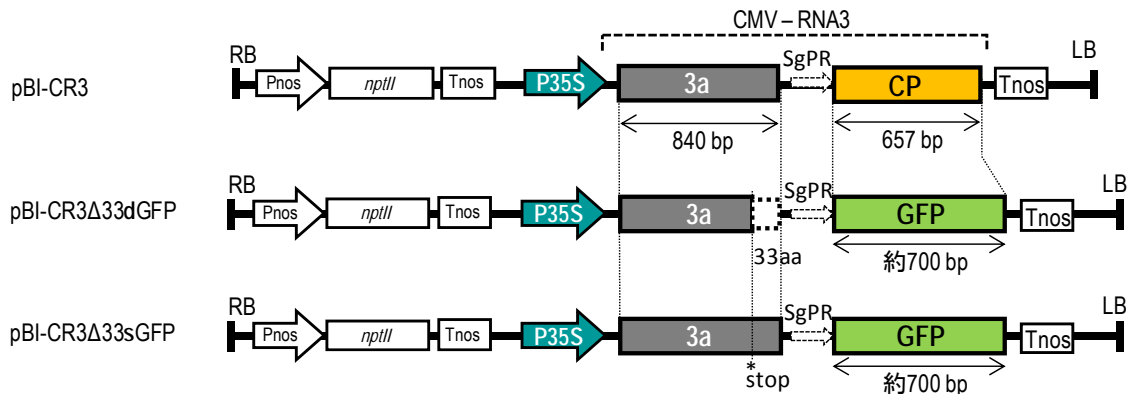 CMV – RNA3
pBI-CR3
RB
Pnos
nptII
Tnos
P35S
3a
SgPR
CP
Tnos
LB
840 bp
657 bp
pBI-CR3Δ33dGFP
RB
Pnos
nptII
Tnos
P35S
3a
SgPR
GFP
Tnos
LB
33aa
約700 bp
pBI-CR3Δ33sGFP
RB
Pnos
nptII
Tnos
P35S
3a
SgPR
GFP
Tnos
LB
*
stop
約700 bp